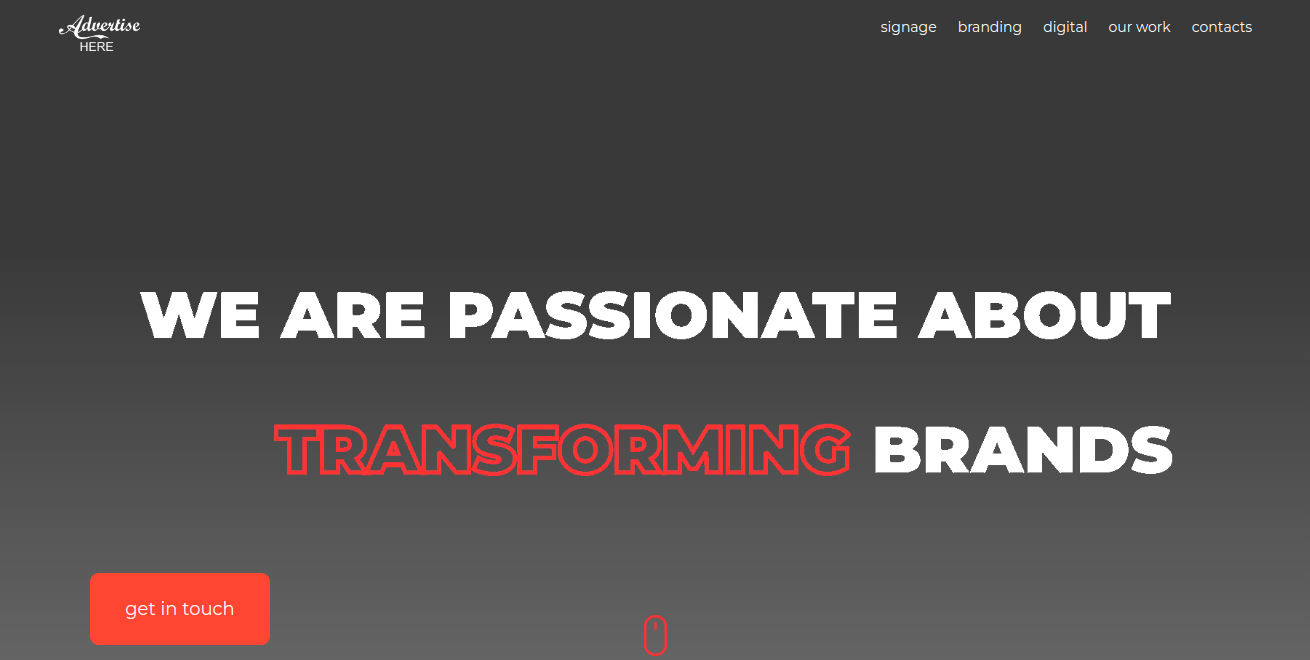 Advertise
HERE
signage branding digital our work contacts
WE ARE PASSIONATE ABOUT
TRANSFORMING BRANDS
get in touch